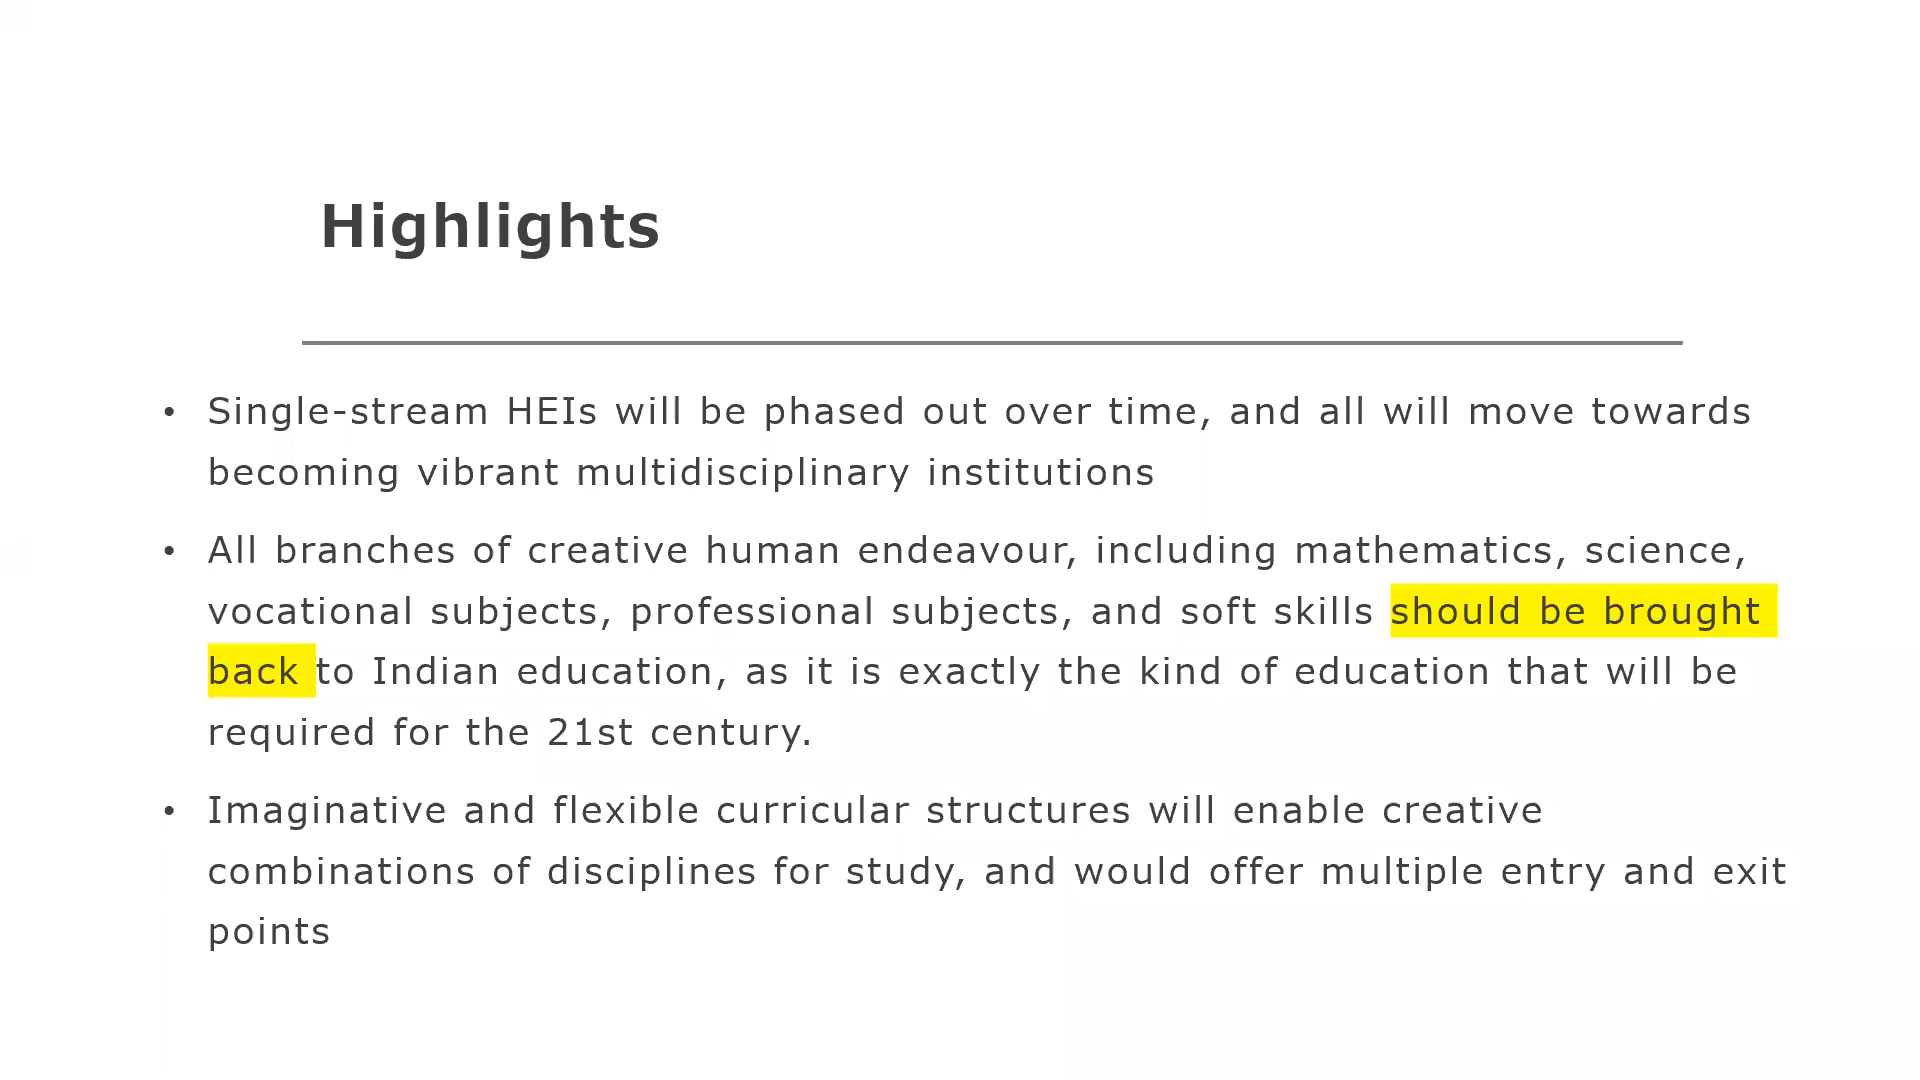 Highlights
• Single-stream HEIs will be phased out over time, and all will move towards
becoming vibrant multidisciplinary institutions
• All branches of creative human endeavour, including mathematics, science,
vocational subjects, professional subjects, and soft skills should be brought
back to Indian education, as it is exactly the kind of education that will be
required for the 21st century.
• Imaginative and flexible curricular structures will enable creative
combinations of disciplines for study, and would offer multiple entry and exit
points